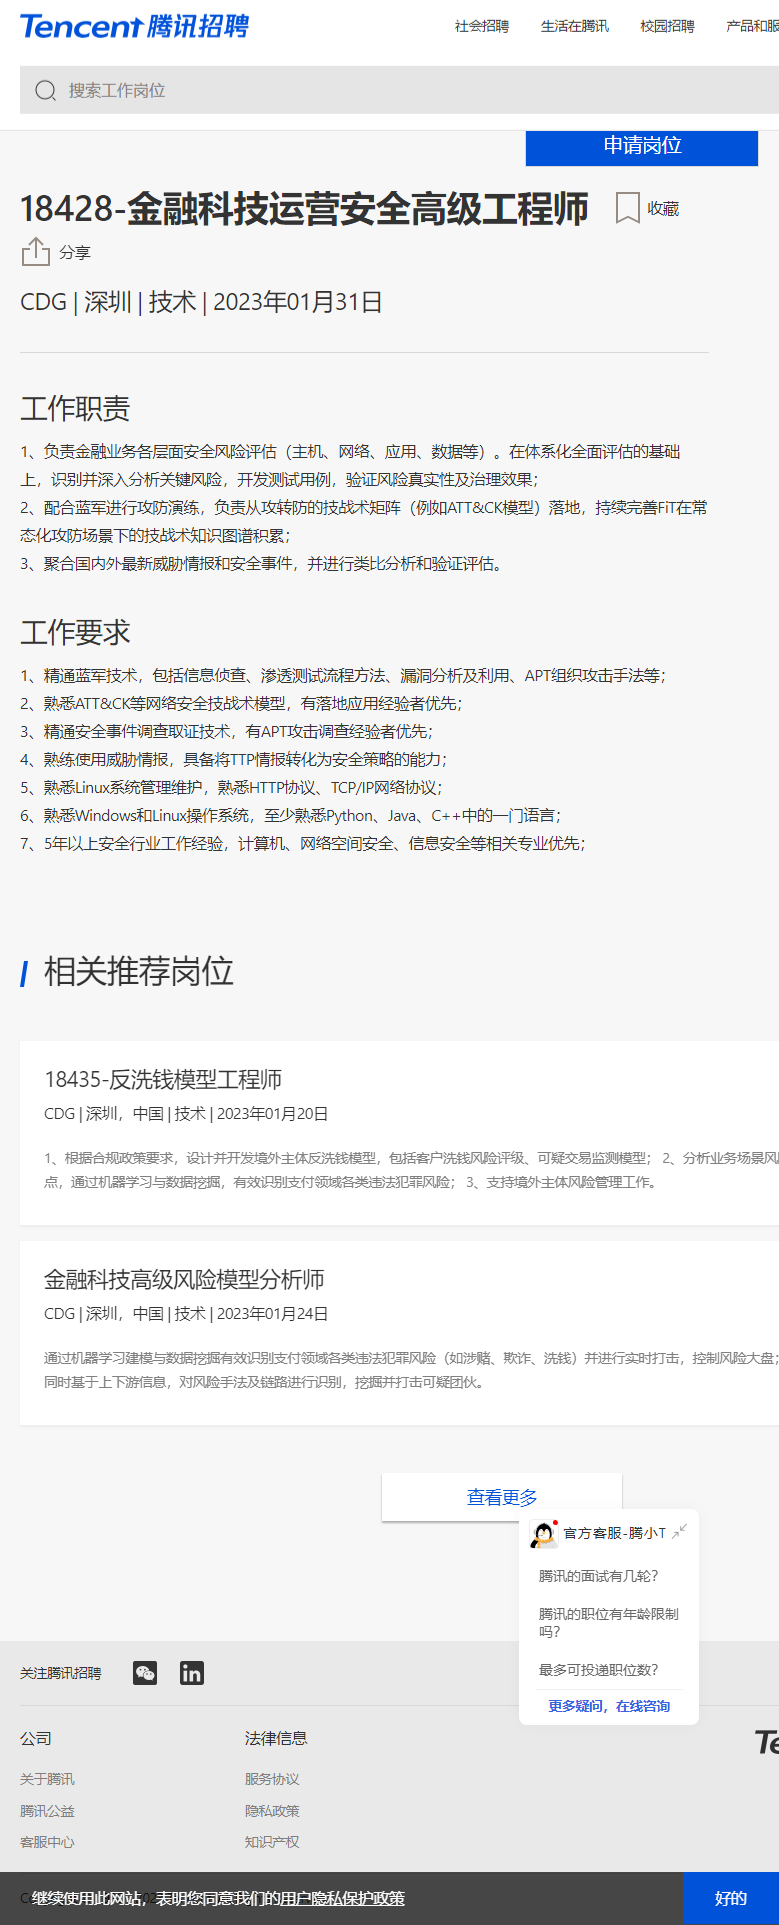 Tencent 腾讯招聘
社会招聘 生活在腾讯 校园招聘 产品和服
搜索工作岗位
申请岗位
18428-金融科技运营安全高级工程师 收藏
分享
CDG | 深圳 | 技术 | 2023年01月31日
工作职责
1、负责金融业务各层面安全风险评估（主机、网络、应用、数据等）。在体系化全面评估的基础
上，识别并深入分析关键风险，开发测试用例，验证风险真实性及治理效果；
2、配合蓝军进行攻防演练，负责从攻转防的技战术矩阵（例如ATT&CK模型）落地，持续完善FiT在常
态化攻防场景下的技战术知识图谱积累；
3、聚合国内外最新威胁情报和安全事件，并进行类比分析和验证评估。
工作要求
1、精通蓝军技术，包括信息侦查、渗透测试流程方法、漏洞分析及利用、APT组织攻击手法等；
2、熟悉ATT&CK等网络安全技战术模型，有落地应用经验者优先；
3、精通安全事件调查取证技术，有APT攻击调查经验者优先；
4、熟练使用威胁情报，具备将TTP情报转化为安全策略的能力；
5、熟悉Linux系统管理维护，熟悉HTTP协议、TCP/IP网络协议；
6、熟悉Windows和Linux操作系统，至少熟悉Python、Java、C++中的一门语言；
7、5年以上安全行业工作经验，计算机、网络空间安全、信息安全等相关专业优先；
相关推荐岗位
18435-反洗钱模型工程师
CDG | 深圳，中国 | 技术 | 2023年01月20日
1、根据合规政策要求，设计并开发境外主体反洗钱模型，包括客户洗钱风险评级、可疑交易监测模型； 2、分析业务场景风
点，通过机器学习与数据挖掘，有效识别支付领域各类违法犯罪风险； 3、支持境外主体风险管理工作。
金融科技高级风险模型分析师
CDG | 深圳，中国 | 技术 | 2023年01月24日
通过机器学习建模与数据挖掘有效识别支付领域各类违法犯罪风险（如涉赌、欺诈、洗钱）并进行实时打击，控制风险大盘；
同时基于上下游信息，对风险手法及链路进行识别，挖掘并打击可疑团伙。
查看更多
官方客服-腾小T
腾讯的面试有几轮？
腾讯的职位有年龄限制
吗？
最多可投递职位数？
更多疑问，在线咨询
关注腾讯招聘
公司 法律信息
Te
关于腾讯 服务协议
腾讯公益 隐私政策
客服中心 知识产权
继续使用此网站，表明您同意我们的用户隐私保护政策 好的